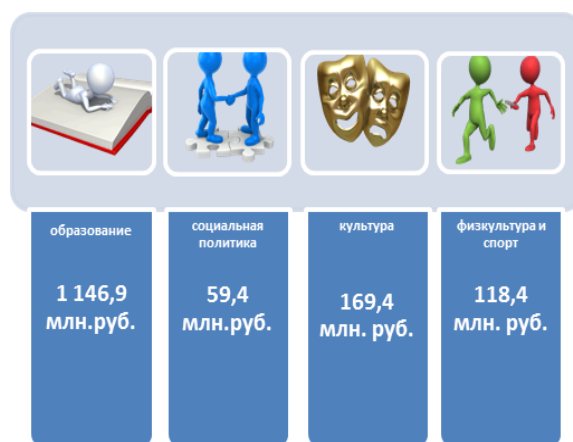 образование
1 146,9
млн.руб.
социальная
политика
59,4
млн.руб.
культура
169,4
млн. руб.
физкультура и
спорт
118,4
млн. руб.